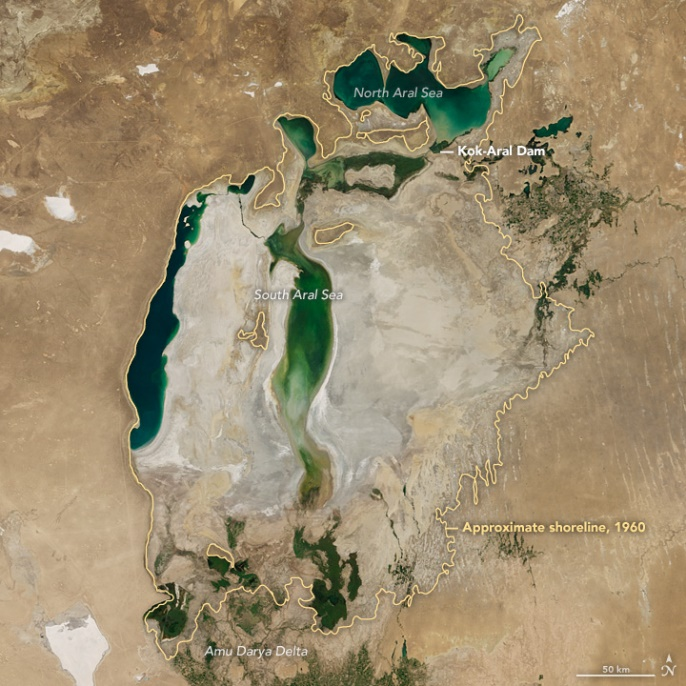 North Aral Sea
Kok-Aral Dam
South Aral Sea
Approximate shoreline, 1960
Amu Darya Delta
50 km
N